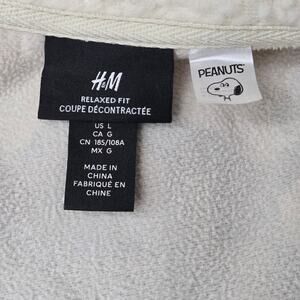 H&M
RELAXED FIT
COUPE DÉCONTRACTÉE
US L
CA G
CN 185/108A
MX G
MADE IN
CHINA
FABRIQUÉ EN
CHINE
PEANUTS